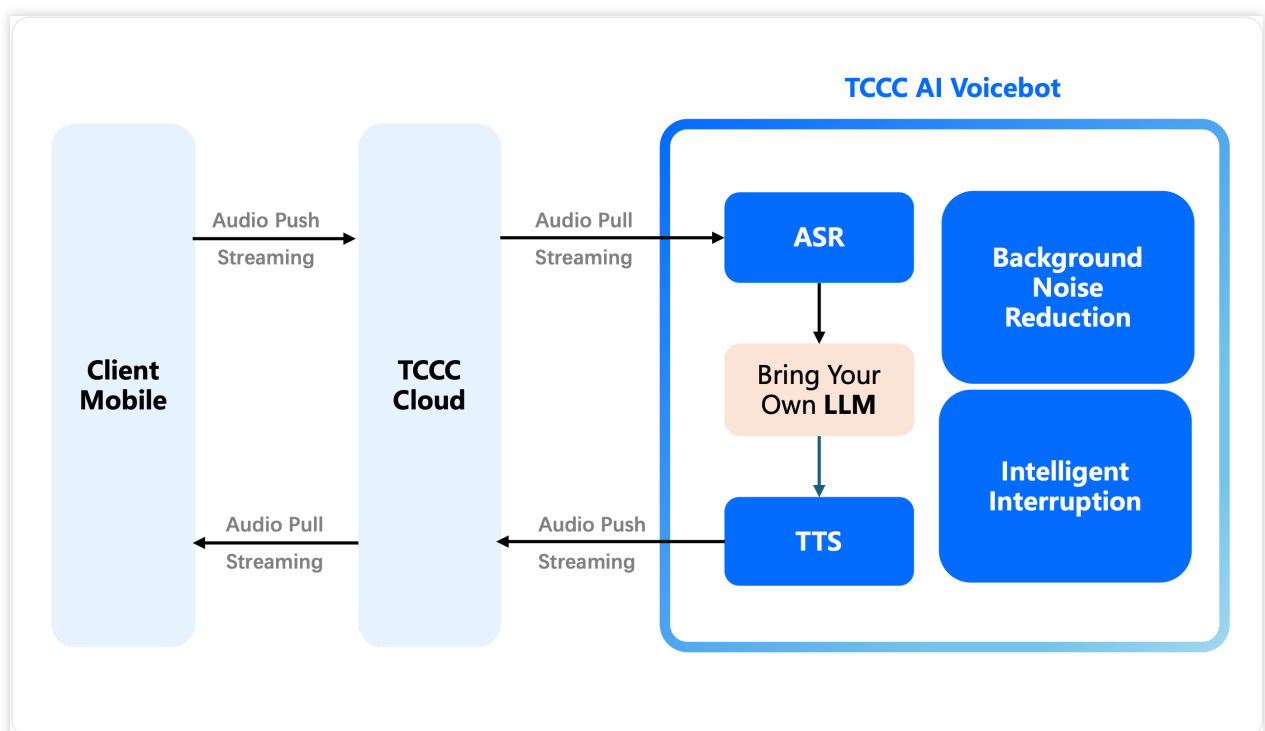 TCCC AI Voicebot
Client
Mobile
Audio Push
Streaming
TCCC
Cloud
Audio Pull
Streaming
ASR
Bring Your
Own LLM
TTS
Background
Noise
Reduction
Intelligent
Interruption
Audio Pull
Streaming
Audio Push
Streaming